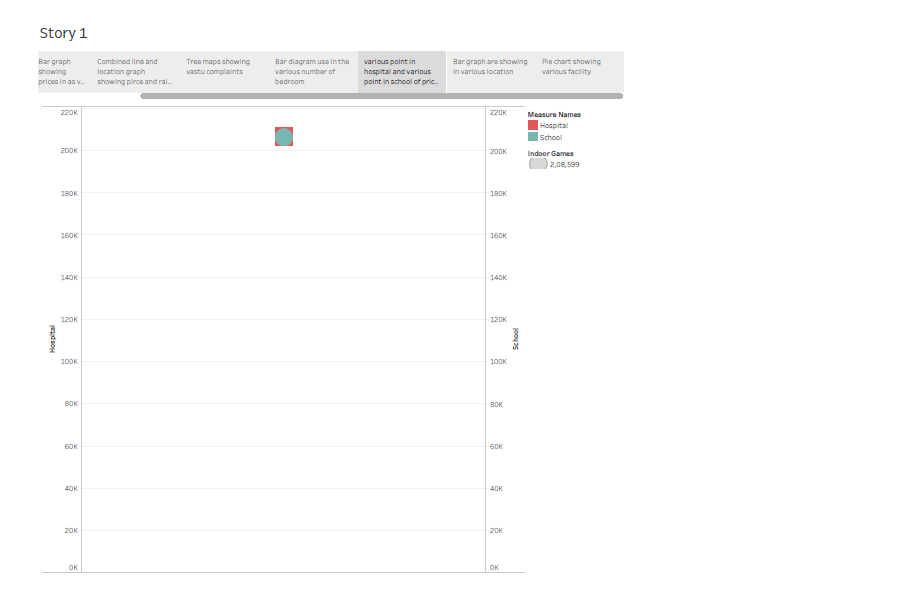 Story 1
Bar graph
showing
prices in as v..
Combined line and
location graph
showing pirce and rai..
Tree maps showing
vastu complaints
Bar diagram use in the
various number of
bedroom
various point in
hospital and various
point in school of pric..
Bar graph are showing
in various location
Pie chart showing
various facility
220K
200K
180K
160K
140K
120K
100K
80K
60K
40K
20K
0K
Hospital
220K
200K
180K
160K
140K
120K
100K
80K
60K
40K
20K
0K
School
Measure Names
Hospital
School
Indoor Games
2,08,599